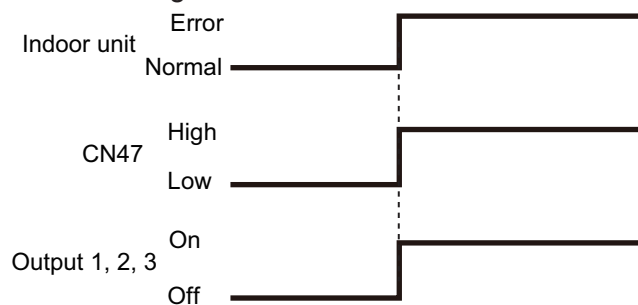 Error
Indoor unit
Normal
High
CN47
Low
On
Output 1, 2, 3
Off